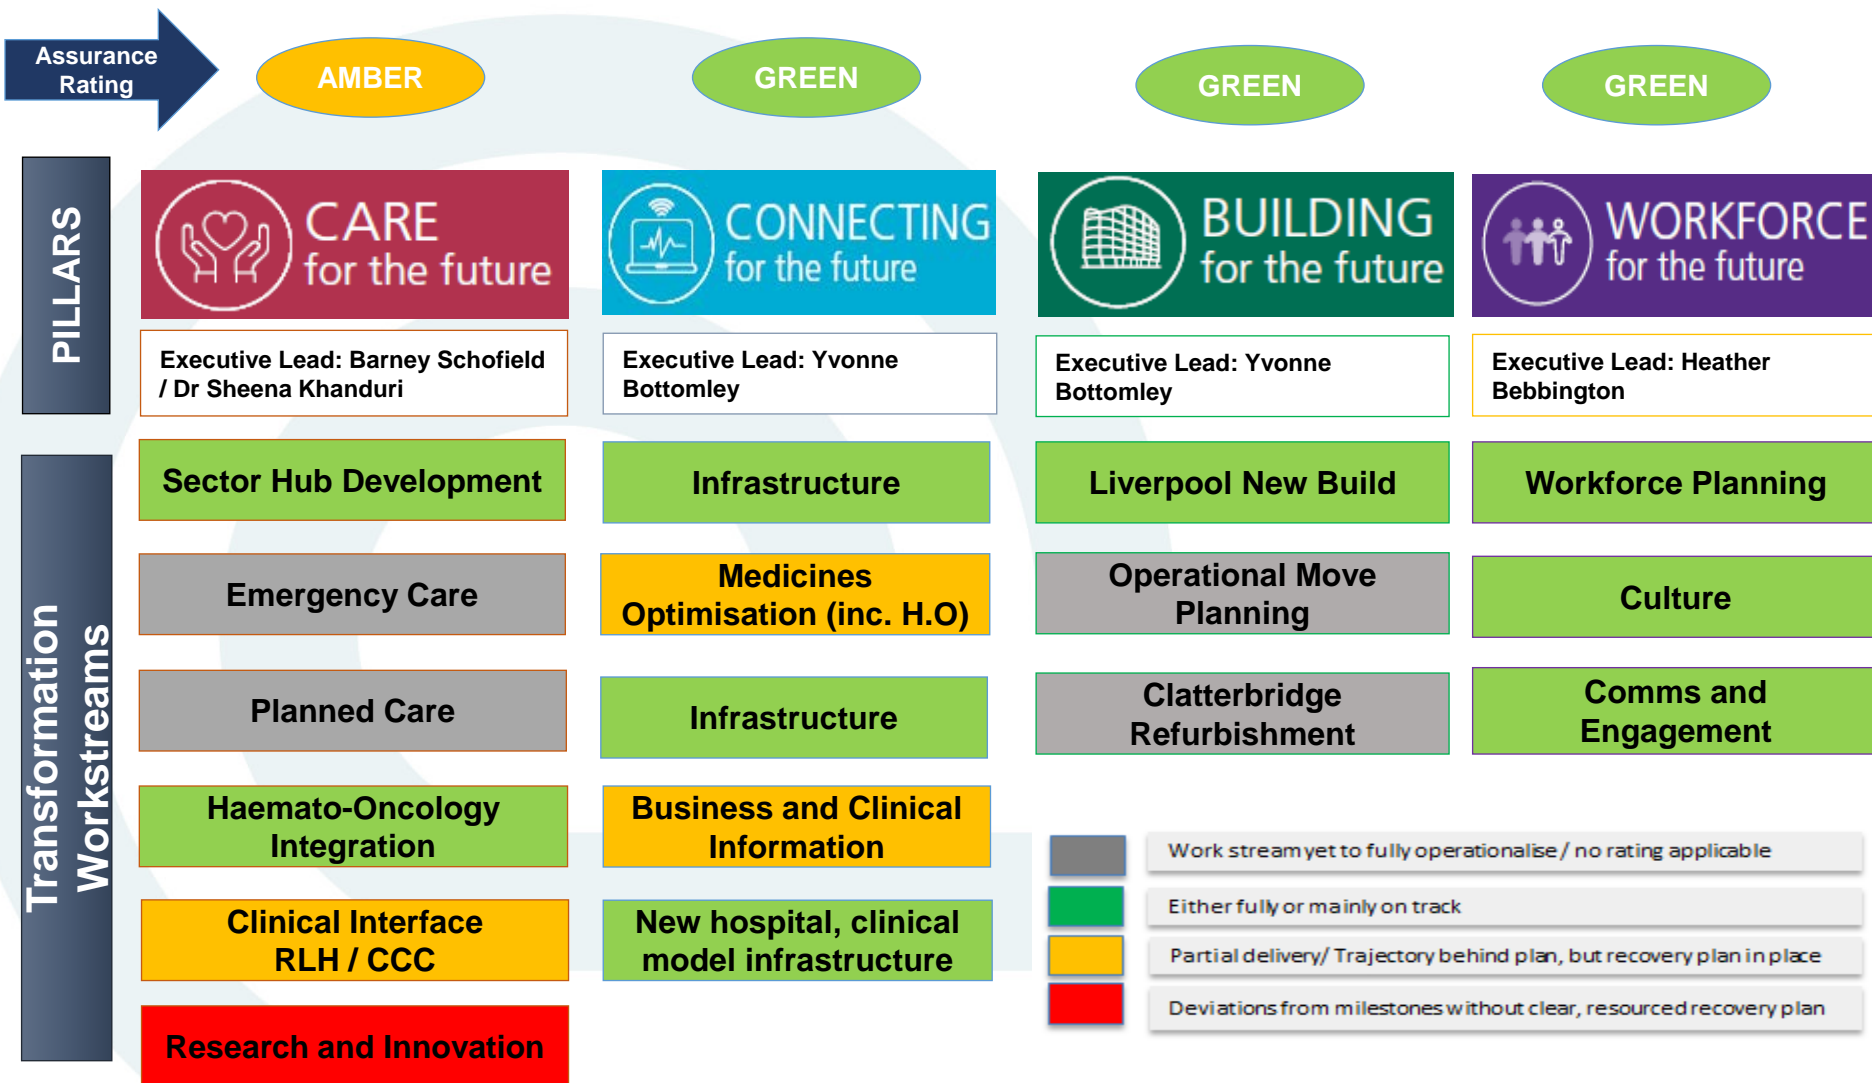 Assurance
Rating
AMBER
GREEN
GREEN
GREEN
PILLARS
CARE
for the future
CONNECTING
for the future
BUILDING
for the future
WORKFORCE
for the future
Executive Lead: Barney Schofield
/ Dr Sheena Khanduri
Executive Lead: Yvonne
Bottomley
Executive Lead: Yvonne
Bottomley
Executive Lead: Heather
Bebbington
Transformation
Workstreams
Sector Hub Development
Infrastructure
Liverpool New Build
Workforce Planning
Emergency Care
Medicines
Optimisation (inc. H.O)
Operational Move
Planning
Culture
Planned Care
Infrastructure
Clatterbridge
Refurbishment
Comms and
Engagement
Haemato-Oncology
Integration
Business and Clinical
Information
Clinical Interface
RLH / CCC
New hospital, clinical
model infrastructure
Research and Innovation
Work stream yet to fully operationalise / no rating applicable
Either fully or mainly on track
Partial delivery/ Trajectory behind plan, but recovery plan in place
Deviations from milestones without clear, resourced recovery plan